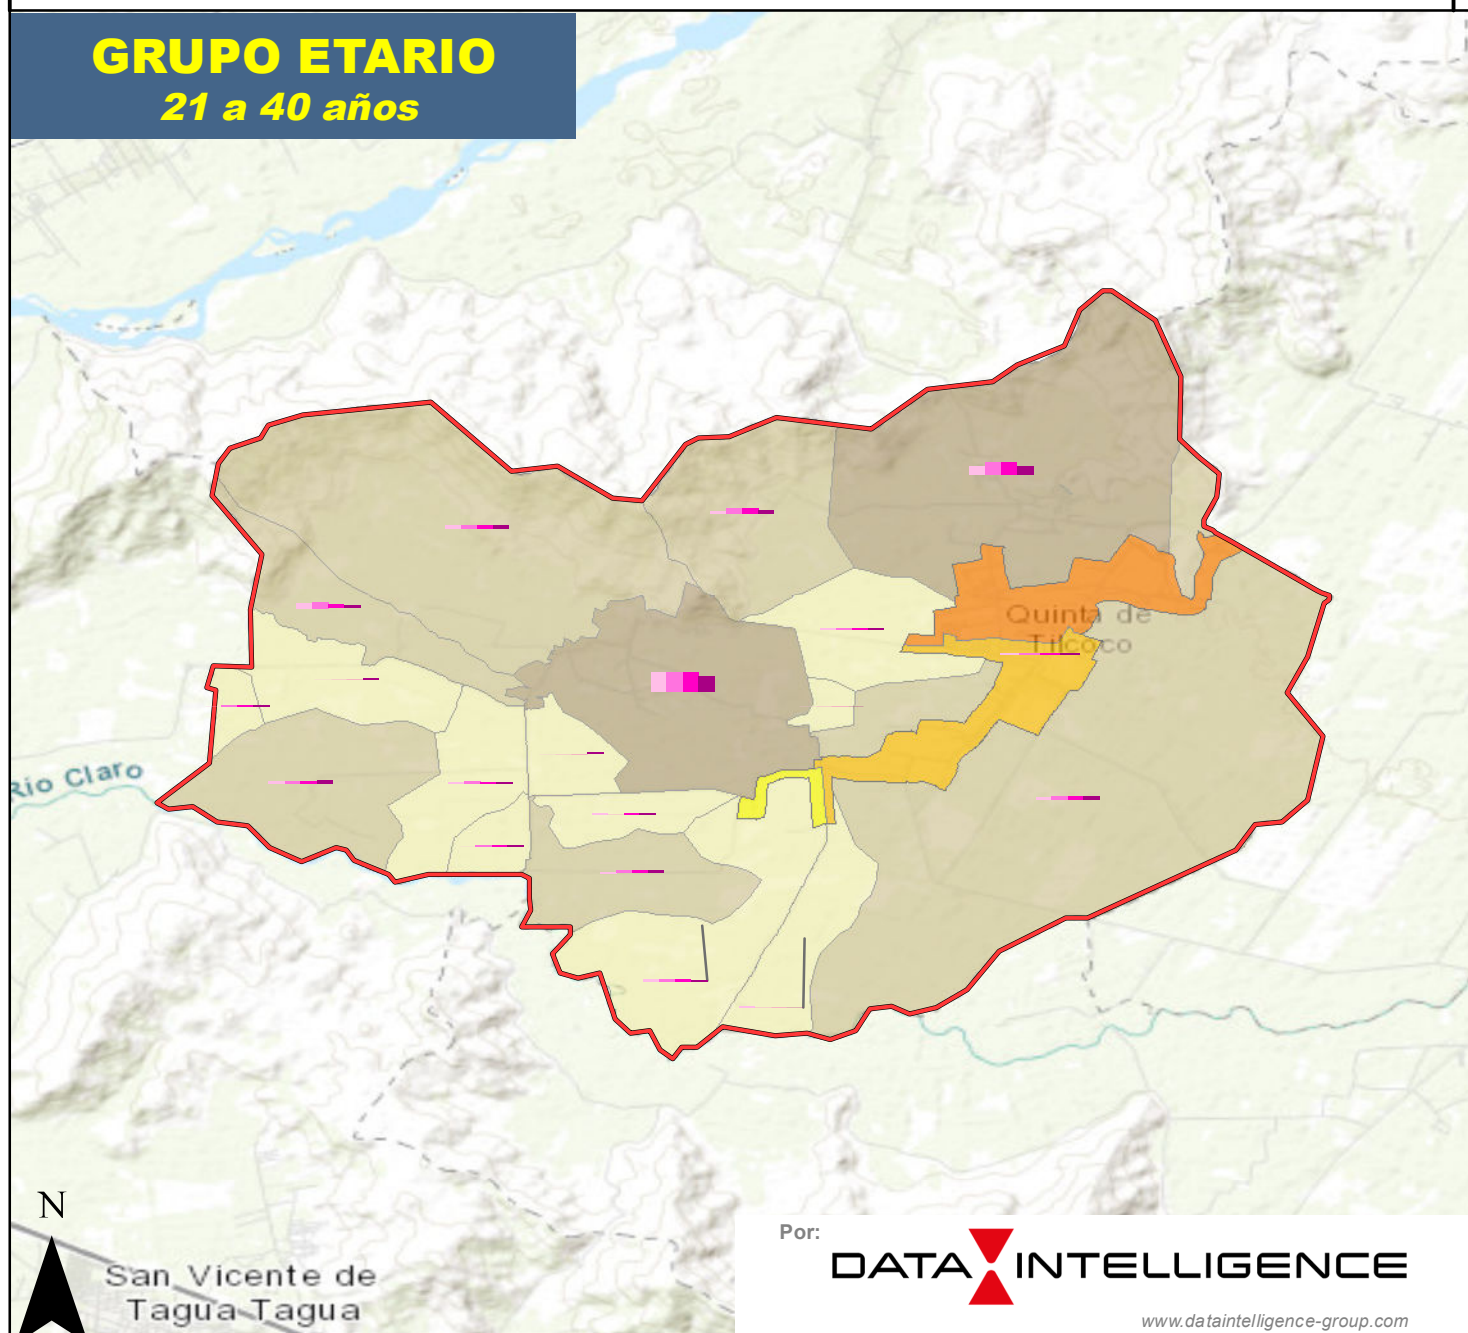 GRUPO ETARIO
21 a 40 años
Quinta de
Tilcoco
Rio Claro
N
San Vicente de
Tagua Tagua
Por:
DATA INTELLIGENCE
www.dataintelligence-group.com